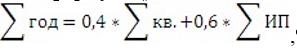 ∑ год = 0,4 * ∑ кв. +0,6 * ∑ ИП ,